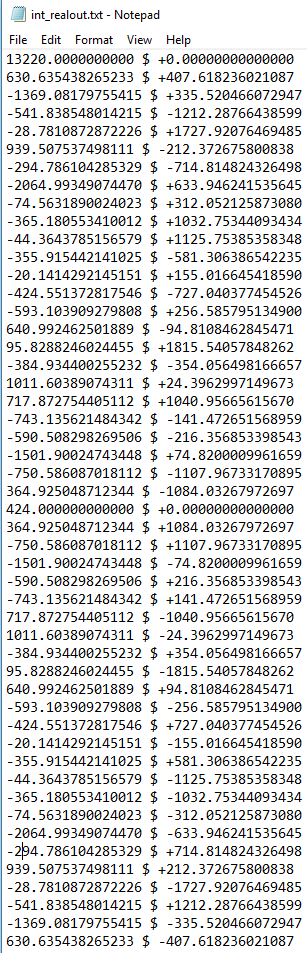 int_realout.txt - Notepad
File Edit Format View Help
13220.0000000000 $ +0.00000000000000
630.635438265233 $ +407.618236021087
-1369.08179755415 $ +335.520466072947
-541.838548014215 $ -1212.28766438599
-28.7810872872226 $ +1727.92076469485
939.507537498111 $ -212.372675800838
-294.786104285329 $ -714.814824326498
-2064.99349074470 $ +633.946241535645
-74.5631890024023 $ +312.052125873080
-365.180553410012 $ +1032.75344093434
-44.3643785156579 $ +1125.75385358348
-355.915442141025 $ -581.306386542235
-20.1414292145151 $ +155.016645418590
-424.551372817546 $ -727.040377454526
-593.103909279808 $ +256.585795134900
640.992462501889 $ -94.8108462845471
95.8288246024455 $ +1815.54057848262
-384.934400255232 $ -354.056498166657
1011.60389074311 $ +24.3962997149673
717.872754405112 $ +1040.95665615670
-743.135621484342 $ -141.472651568959
-590.508298269506 $ -216.356853398543
-1501.90024743448 $ +74.8200009961659
-750.586087018112 $ -1107.96733170895
364.925048712344 $ -1084.03267972697
424.000000000000 $ +0.00000000000000
364.925048712344 $ +1084.03267972697
-750.586087018112 $ +1107.96733170895
-1501.90024743448 $ -74.8200009961659
-590.508298269506 $ +216.356853398543
-743.135621484342 $ +141.472651568959
717.872754405112 $ -1040.95665615670
1011.60389074311 $ -24.3962997149673
-384.934400255232 $ +354.056498166657
95.8288246024455 $ -1815.54057848262
640.992462501889 $ +94.8108462845471
-593.103909279808 $ -256.585795134900
-424.551372817546 $ +727.040377454526
-20.1414292145151 $ -155.016645418590
-355.915442141025 $ +581.306386542235
-44.3643785156579 $ -1125.75385358348
-365.180553410012 $ -1032.75344093434
-74.5631890024023 $ -312.052125873080
-2064.99349074470 $ -633.946241535645
-294.786104285329 $ +714.814824326498
939.507537498111 $ +212.372675800838
-28.7810872872226 $ -1727.92076469485
-541.838548014215 $ +1212.28766438599
-1369.08179755415 $ -335.520466072947
630.635438265233 $ -407.618236021087